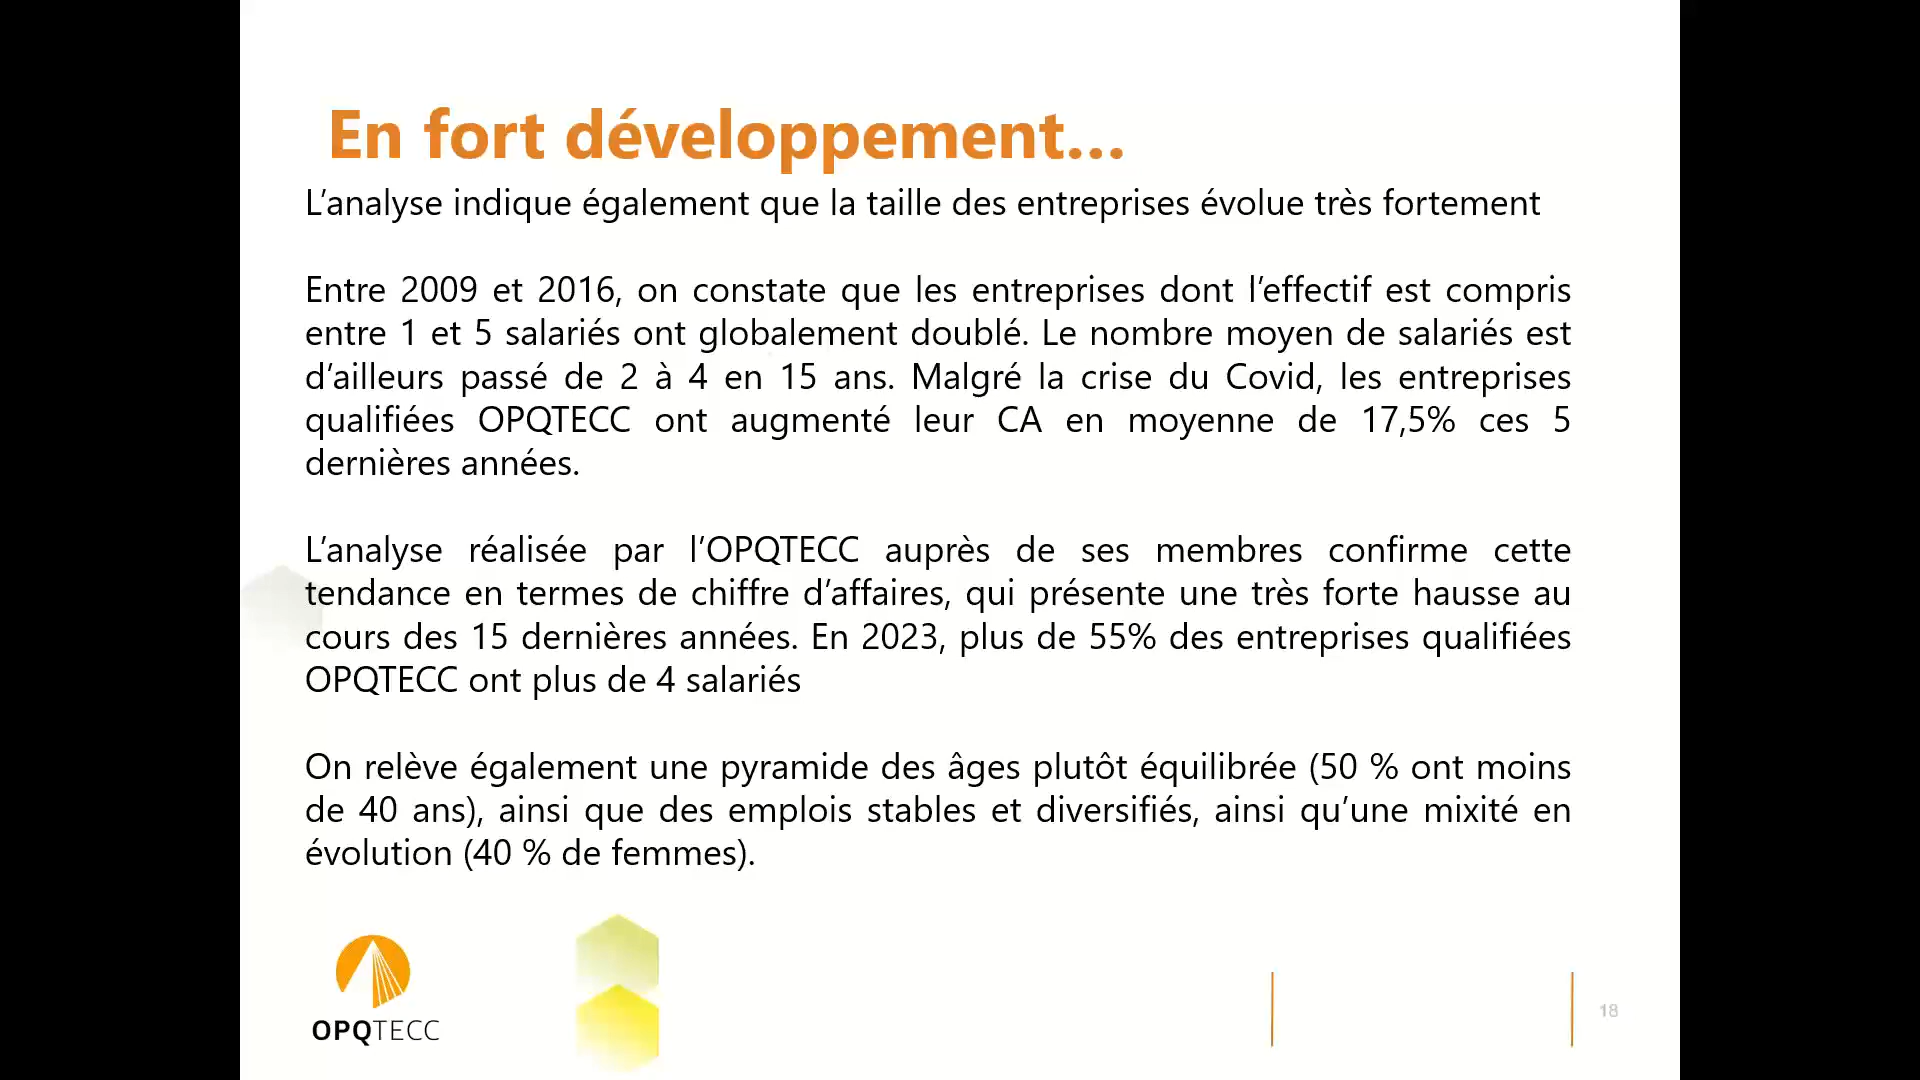 En fort développement...
L’analyse indique également que la taille des entreprises évolue très fortement
Entre 2009 et 2016, on constate que les entreprises dont l’effectif est compris
entre 1 et 5 salariés ont globalement doublé. Le nombre moyen de salariés est
d’ailleurs passé de 2 à 4 en 15 ans. Malgré la crise du Covid, les entreprises
qualifiées OPQTECC ont augmenté leur CA en moyenne de 17,5% ces 5
dernières années.
L’analyse réalisée par l’OPQTECC auprès de ses membres confirme cette
tendance en termes de chiffre d’affaires, qui présente une très forte hausse au
cours des 15 dernières années. En 2023, plus de 55% des entreprises qualifiées
OPQTECC ont plus de 4 salariés
On relève également une pyramide des âges plutôt équilibrée (50 % ont moins
de 40 ans), ainsi que des emplois stables et diversifiés, ainsi qu’une mixité en
évolution (40 % de femmes).
OPQTECC
18